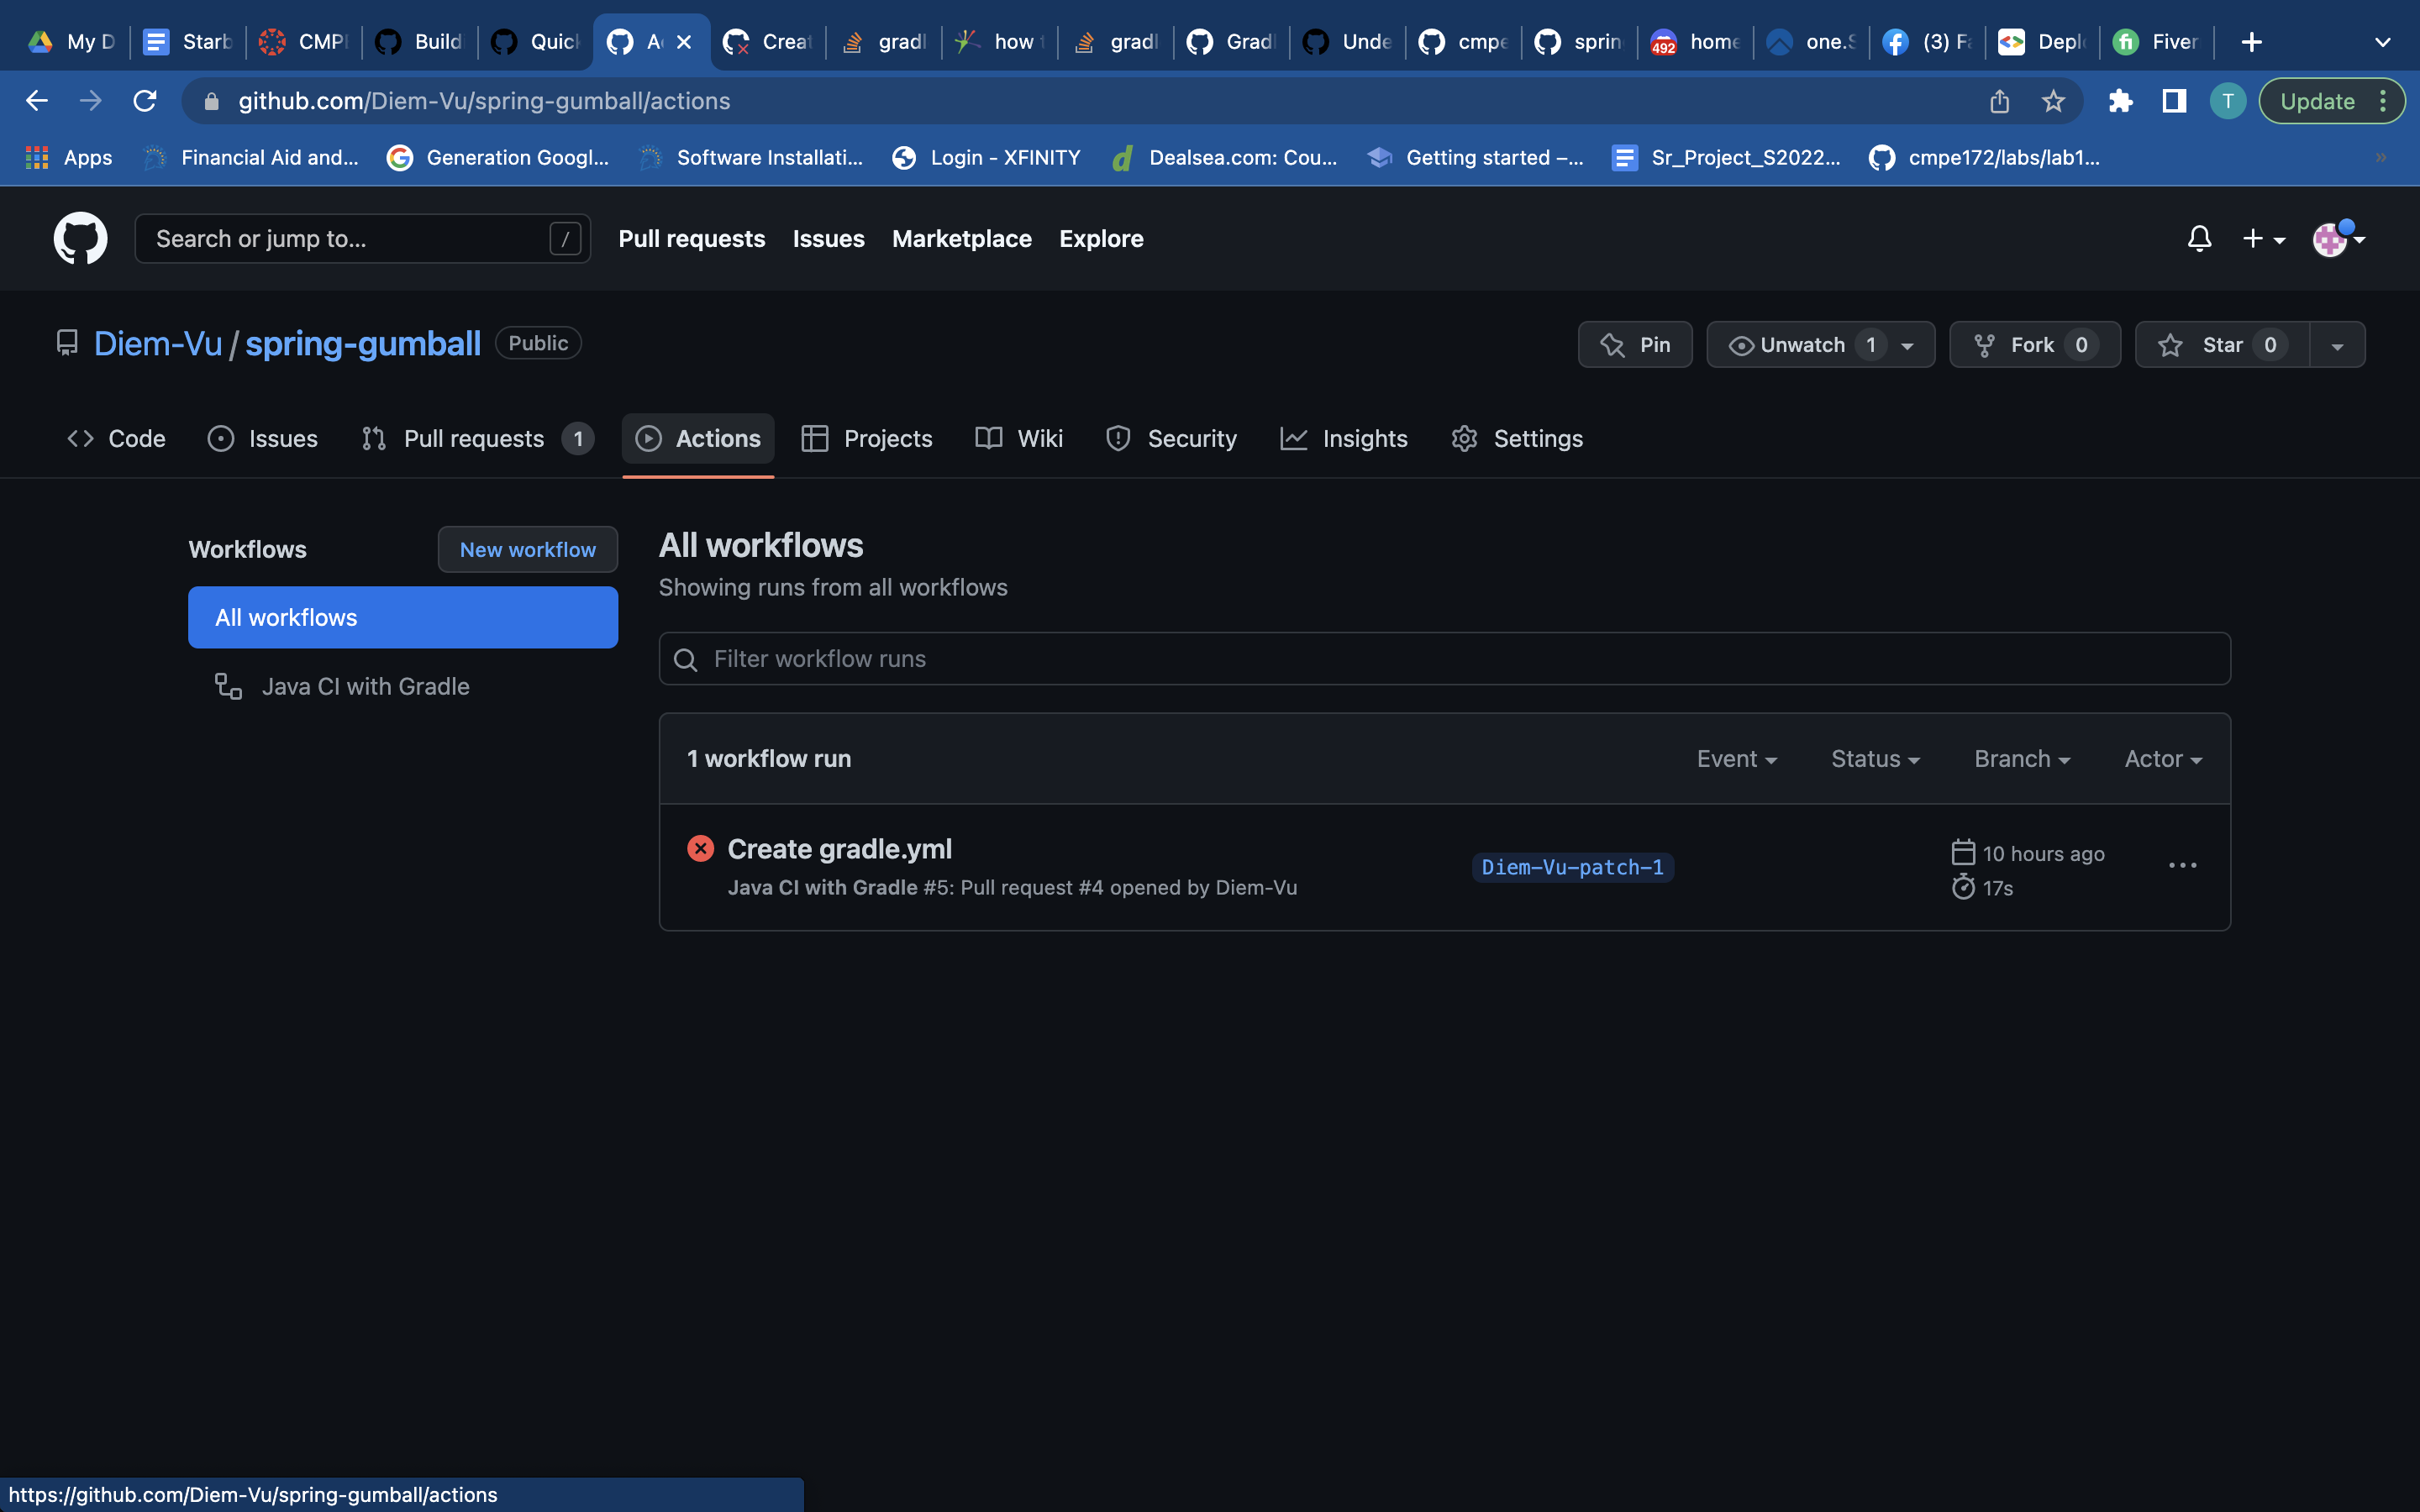 My D
Starb
CMPE
Build
Quick
Ac
Creat
gradl
how t
gradl
Gradl
Unde
cmpe
sprin
492
home
one.S
(3) Fa
Deplo
Fiver
github.com/Diem-Vu/spring-gumball/actions
T
Update
Apps
Financial Aid and...
Generation Googl...
Software Installati...
Login - XFINITY
Dealsea.com: Cou...
Getting started –...
Sr_Project_S2022...
cmpe172/labs/lab1...
»
Search or jump to...
/
Pull requests
Issues
Marketplace
Explore
Diem-Vu / spring-gumball
Public
Pin
Unwatch 1
Fork 0
Star 0
Code
Issues
Pull requests 1
Actions
Projects
Wiki
Security
Insights
Settings
Workflows
New workflow
All workflows
Java CI with Gradle
All workflows
Showing runs from all workflows
Filter workflow runs
1 workflow run
Event
Status
Branch
Actor
Create gradle.yml
Java CI with Gradle #5: Pull request #4 opened by Diem-Vu
Diem-Vu-patch-1
10 hours ago
17s
https://github.com/Diem-Vu/spring-gumball/actions